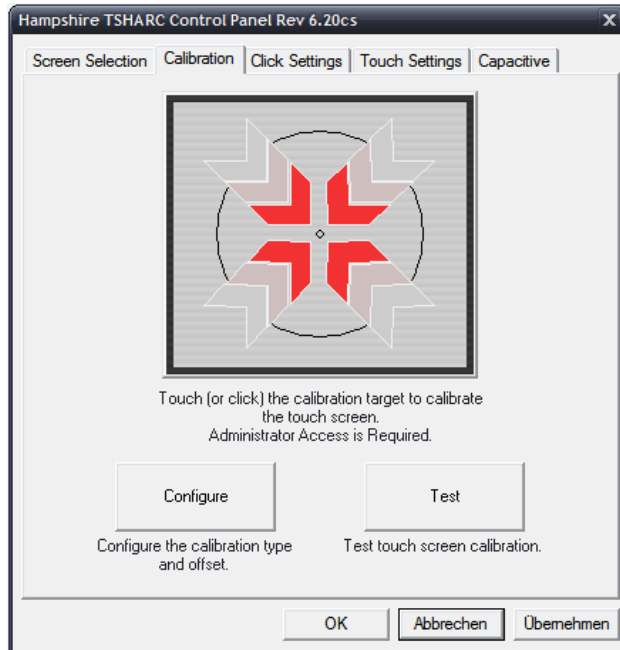 Hampshire TSHARC Control Panel Rev 6.20cs
Screen Selection Calibration Click Settings Touch Settings Capacitive
Touch (or click) the calibration target to calibrate
the touch screen.
Administrator Access is Required.
Configure Test
Configure the calibration type Test touch screen calibration.
and offset.
OK Abbrechen Übernehmen